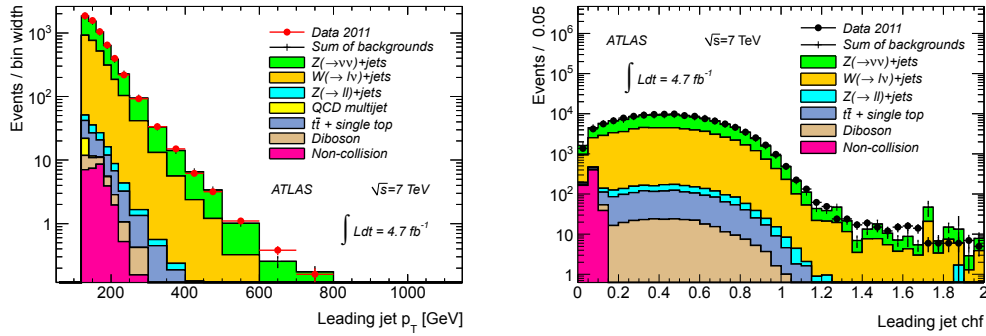 Events / bin width
10³
10²
10
1
Data 2011
Sum of backgrounds
Z(→νν)+jets
W(→lν)+jets
Z(→ll)+jets
QCD multijet
tt̄ + single top
Diboson
Non-collision
ATLAS
√s=7 TeV
∫ Ldt = 4.7 fb⁻¹
200 400 600 800 1000
Leading jet p_T [GeV]
Events / 0.05
10⁶
10⁵
10⁴
10³
10²
10
1
ATLAS
√s=7 TeV
∫ Ldt = 4.7 fb⁻¹
Data 2011
Sum of backgrounds
Z(→νν)+jets
W(→lν)+jets
Z(→ll)+jets
tt̄ + single top
Diboson
Non-collision
0 0.2 0.4 0.6 0.8 1 1.2 1.4 1.6 1.8 2
Leading jet chf